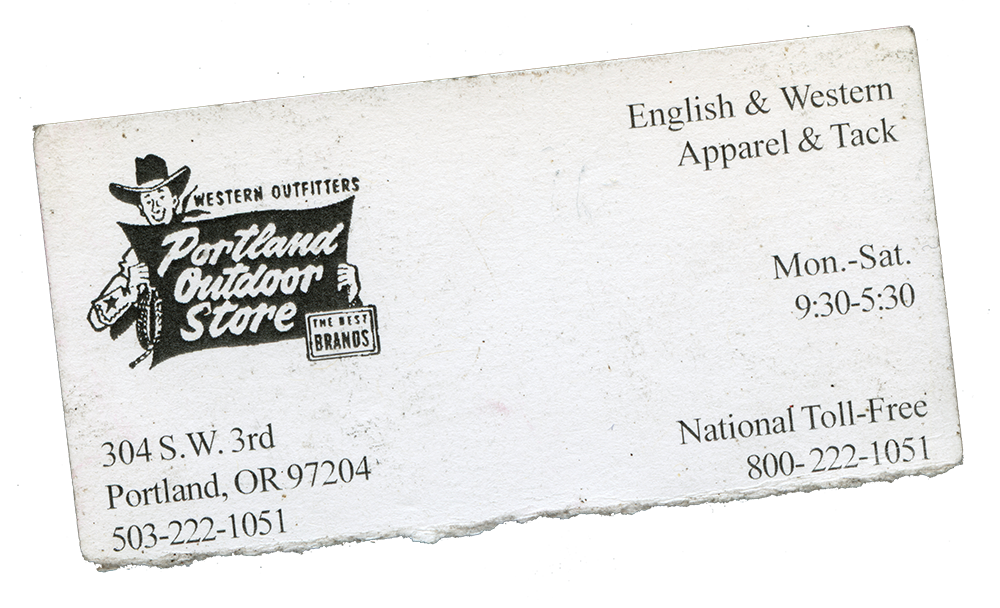 WESTERN OUTFITTERS
Portland
Outdoor
Store
THE BEST
BRANDS
304 S.W. 3rd
Portland, OR 97204
503-222-1051
English & Western
Apparel & Tack
Mon.-Sat.
9:30-5:30
National Toll-Free
800-222-1051